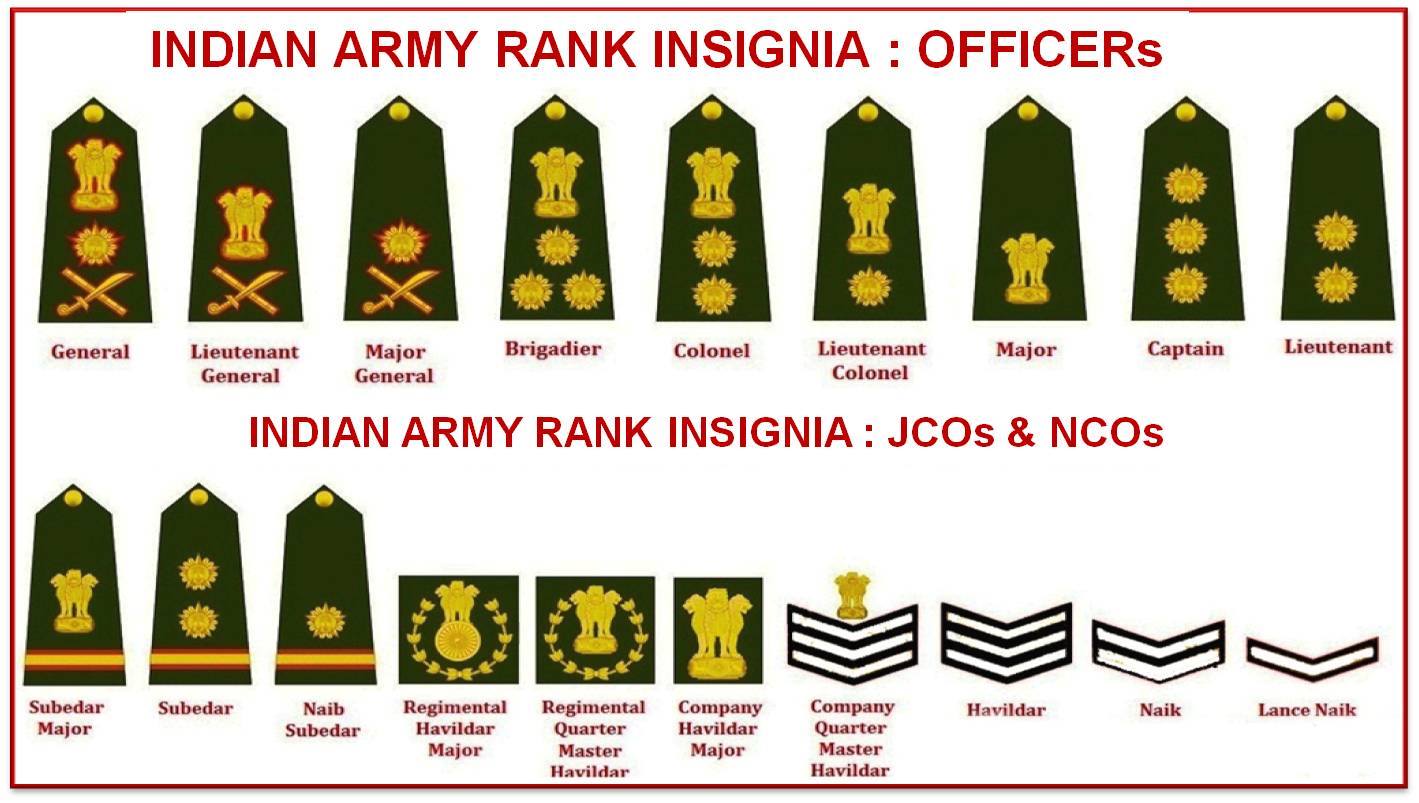 INDIAN ARMY RANK INSIGNIA : OFFICERs
General
Lieutenant
General
Major
General
Brigadier
Colonel
Lieutenant
Colonel
Major
Captain
Lieutenant
INDIAN ARMY RANK INSIGNIA : JCOs & NCOs
Subedar
Major
Subedar
Naib
Subedar
Regimental
Havildar
Major
Regimental
Quarter
Master
Havildar
Company
Havildar
Major
Company
Quarter
Master
Havildar
Havildar
Naik
Lance Naik